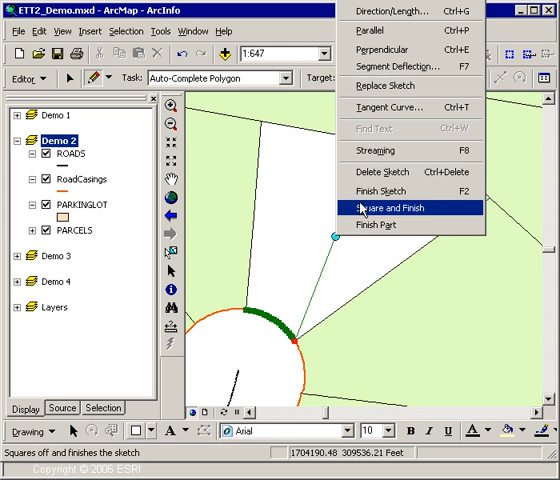 ETT2_Demo.mxd - ArcMap - ArcInfo
File Edit View Insert Selection Tools Window
1:647
Editor Task: Auto-Complete Polygon Target:
Direction/Length... Ctrl+G
Parallel Ctrl+P
Perpendicular Ctrl+E
Segment Deflection... F7
Replace Sketch
Tangent Curve... Ctrl+T
Find Text Ctrl+W
Streaming F8
Delete Sketch Ctrl+Delete
Finish Sketch F2
Square and Finish
Finish Part
Demo 1
Demo 2
ROADS
RoadCasings
PARKINGLOT
PARCELS
Demo 3
Demo 4
Layers
Display Source Selection
Drawing A Arial 10 B I U A
Squares off and finishes the sketch 1704190.48 309536.21 Feet
Copyright © 2006 ESRI